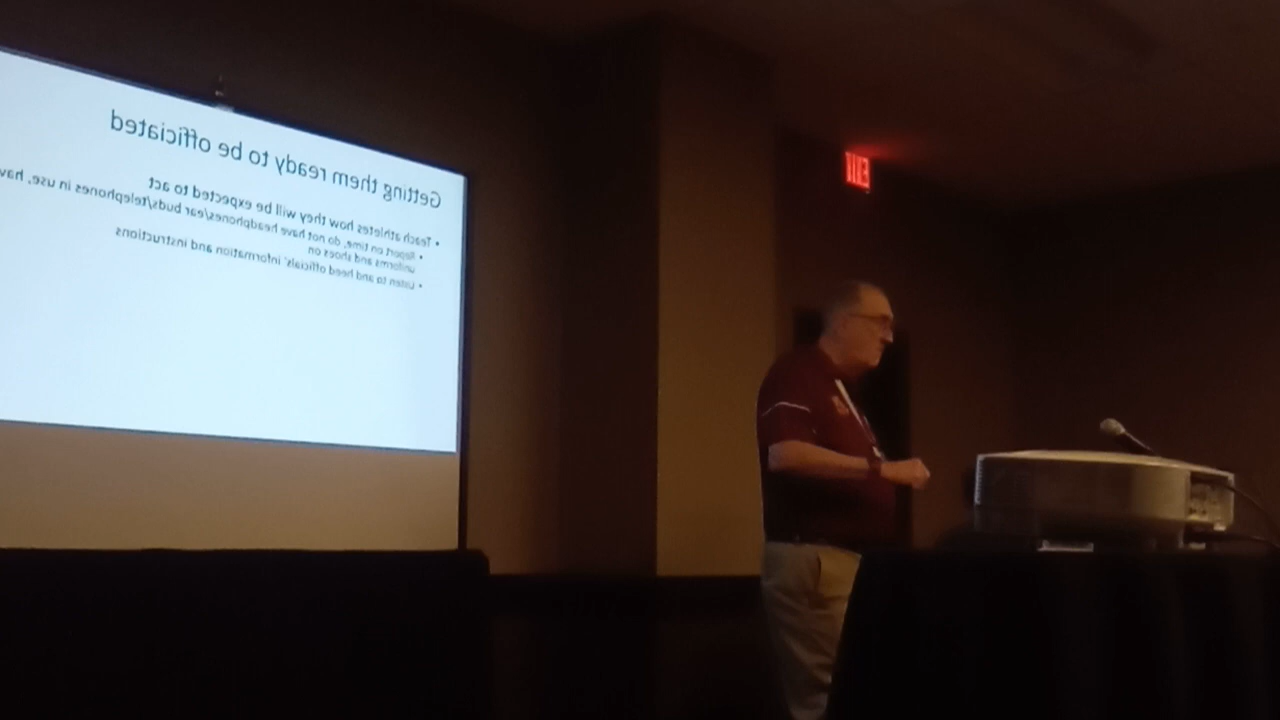 Getting them ready to be officiated
• Teach athletes how they will be expected to act
• Report on time, do not have headphones/ear buds/telephones in use, hav
uniforms and shoes on
• Listen to and heed officials' information and instructions
EXIT